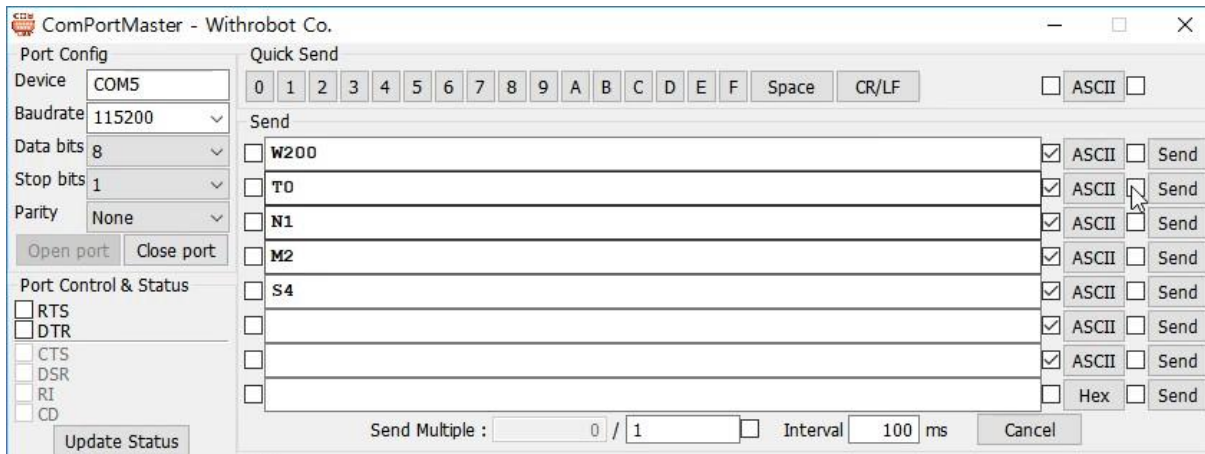 ComPortMaster - Withrobot Co.
Port Config
Device COM5
Baudrate 115200
Data bits 8
Stop bits 1
Parity None
Open port Close port
Port Control & Status
RTS
DTR
CTS
DSR
RI
CD
Update Status
Quick Send
0 1 2 3 4 5 6 7 8 9 A B C D E F Space CR/LF ASCII
Send
W200 ASCII Send
T0 ASCII Send
N1 ASCII Send
M2 ASCII Send
S4 ASCII Send
ASCII Send
ASCII Send
Hex Send
Send Multiple : 0 / 1 Interval 100 ms Cancel